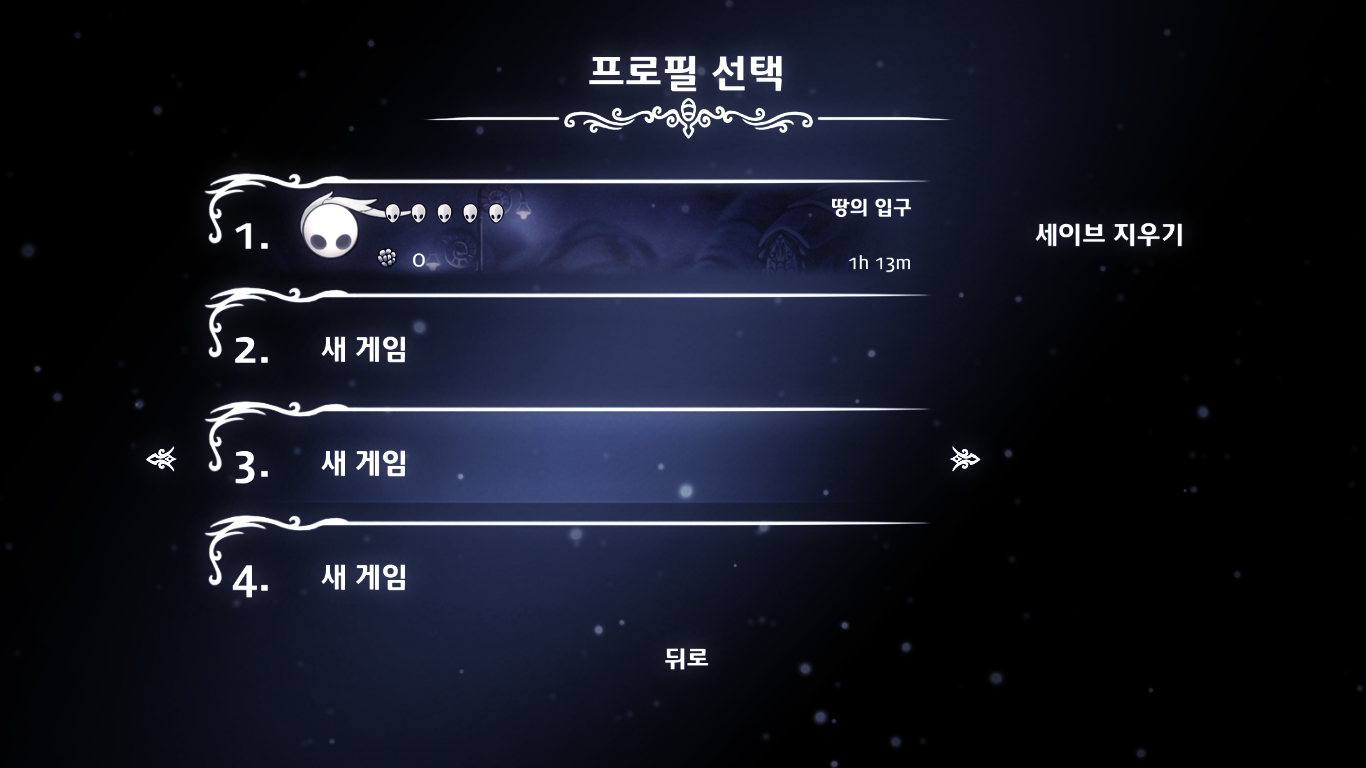 프로필 선택
1.
땅의 입구
0
1h 13m
세이브 지우기
2. 새 게임
3. 새 게임
4. 새 게임
뒤로